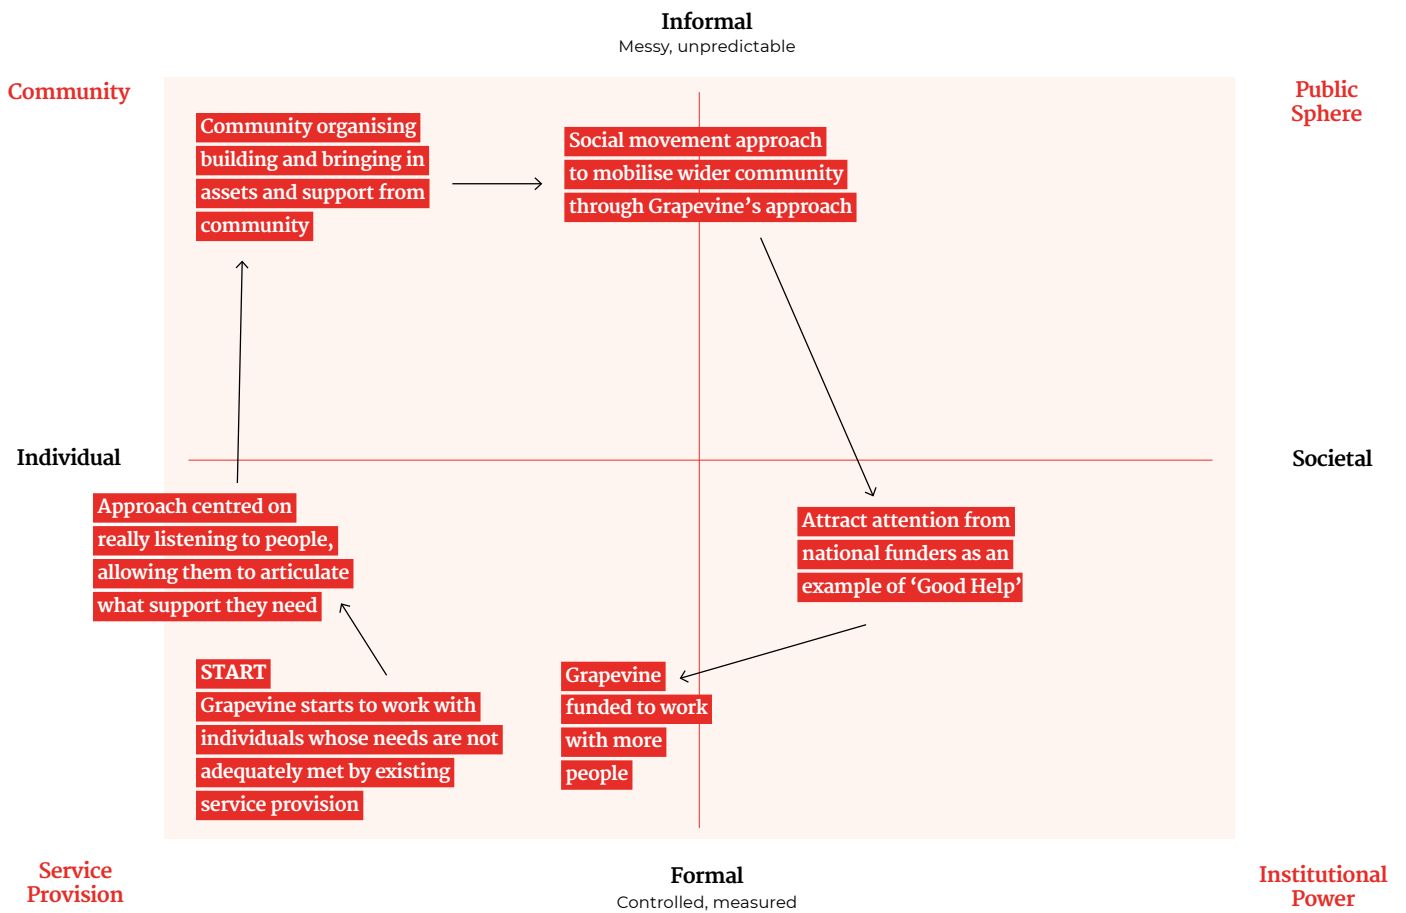 Informal
Messy, unpredictable
Community
Public
Sphere
Community organising
building and bringing in
assets and support from
community
Social movement approach
to mobilise wider community
through Grapevine’s approach
Individual
Societal
Approach centred on
really listening to people,
allowing them to articulate
what support they need
Attract attention from
national funders as an
example of ‘Good Help’
START
Grapevine starts to work with
individuals whose needs are not
adequately met by existing
service provision
Grapevine
funded to work
with more
people
Service
Provision
Formal
Controlled, measured
Institutional
Power